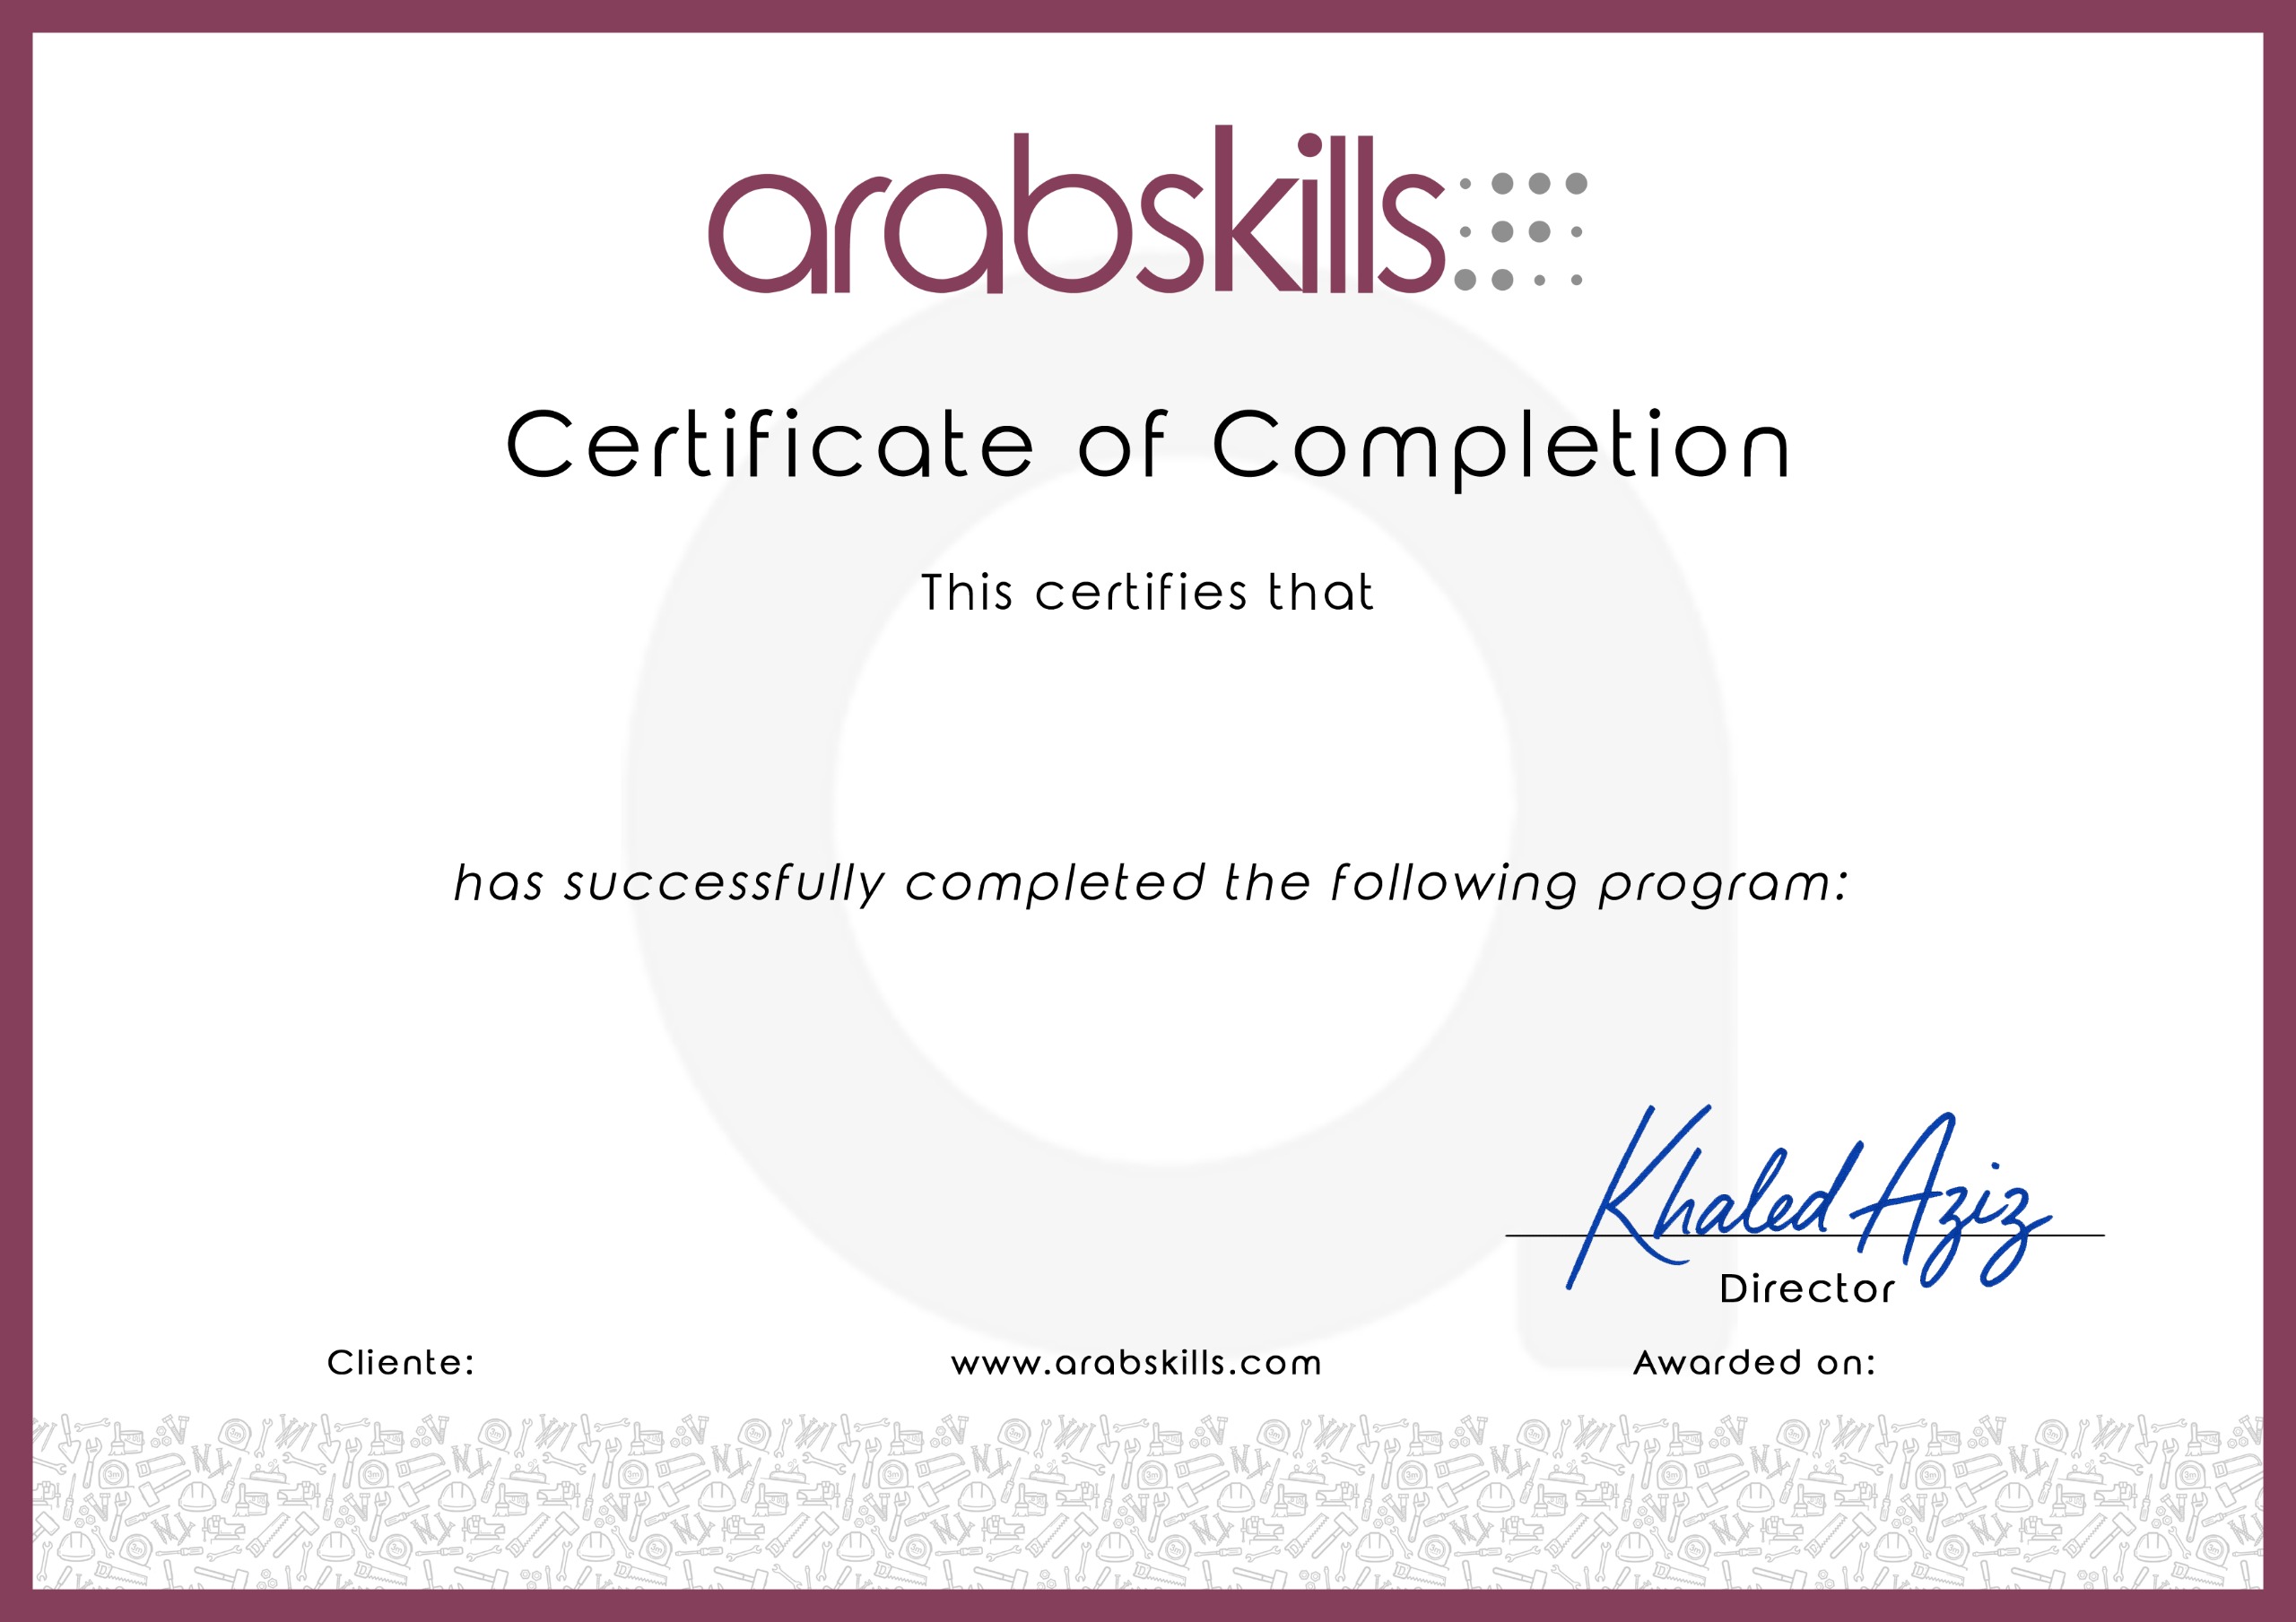 arabskills
Certificate of Completion
This certifies that
has successfully completed the following program:
Khaled Aziz
Director
Cliente:
www.arabskills.com
Awarded on: